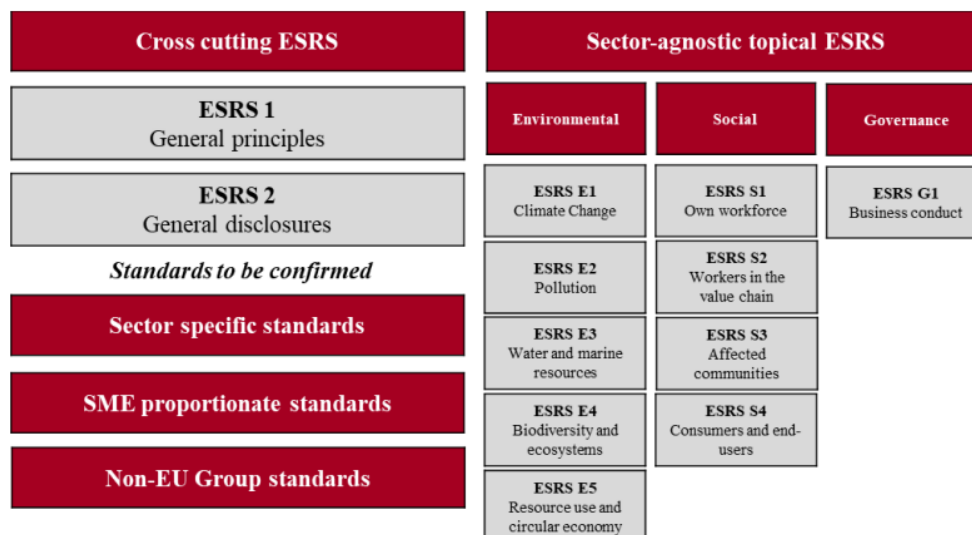 Cross cutting ESRS
ESRS 1
General principles
ESRS 2
General disclosures
Standards to be confirmed
Sector specific standards
SME proportionate standards
Non-EU Group standards
Sector-agnostic topical ESRS
Environmental
Social
Governance
ESRS E1
Climate Change
ESRS E2
Pollution
ESRS E3
Water and marine
resources
ESRS E4
Biodiversity and
ecosystems
ESRS E5
Resource use and
circular economy
ESRS S1
Own workforce
ESRS S2
Workers in the
value chain
ESRS S3
Affected
communities
ESRS S4
Consumers and end-
users
ESRS G1
Business conduct